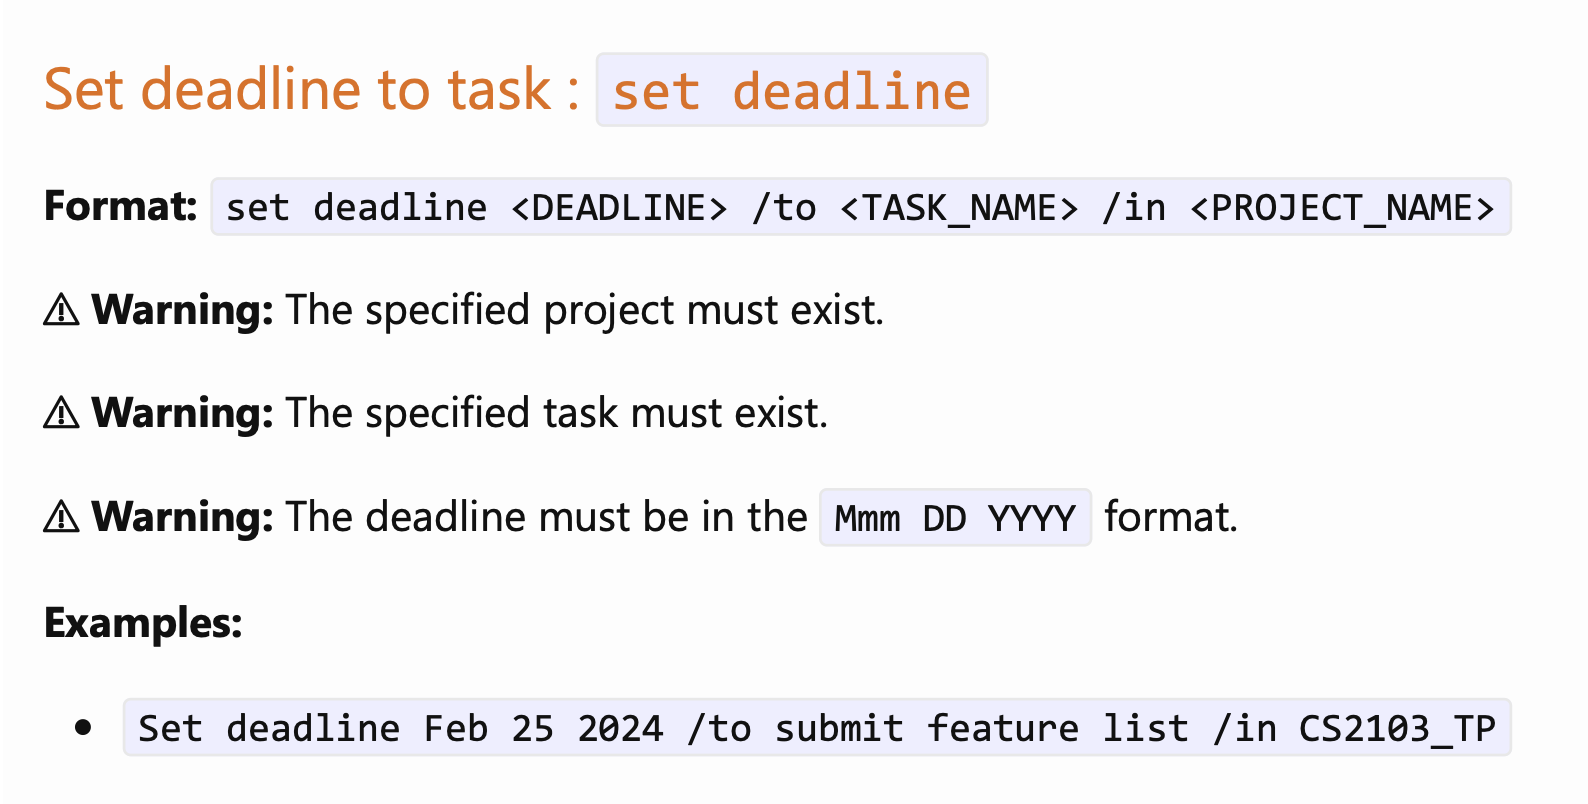 Set deadline to task : set deadline
Format: set deadline <DEADLINE> /to <TASK_NAME> /in <PROJECT_NAME>
⚠ Warning: The specified project must exist.
⚠ Warning: The specified task must exist.
⚠ Warning: The deadline must be in the Mmm DD YYYY format.
Examples:
• Set deadline Feb 25 2024 /to submit feature list /in CS2103_TP